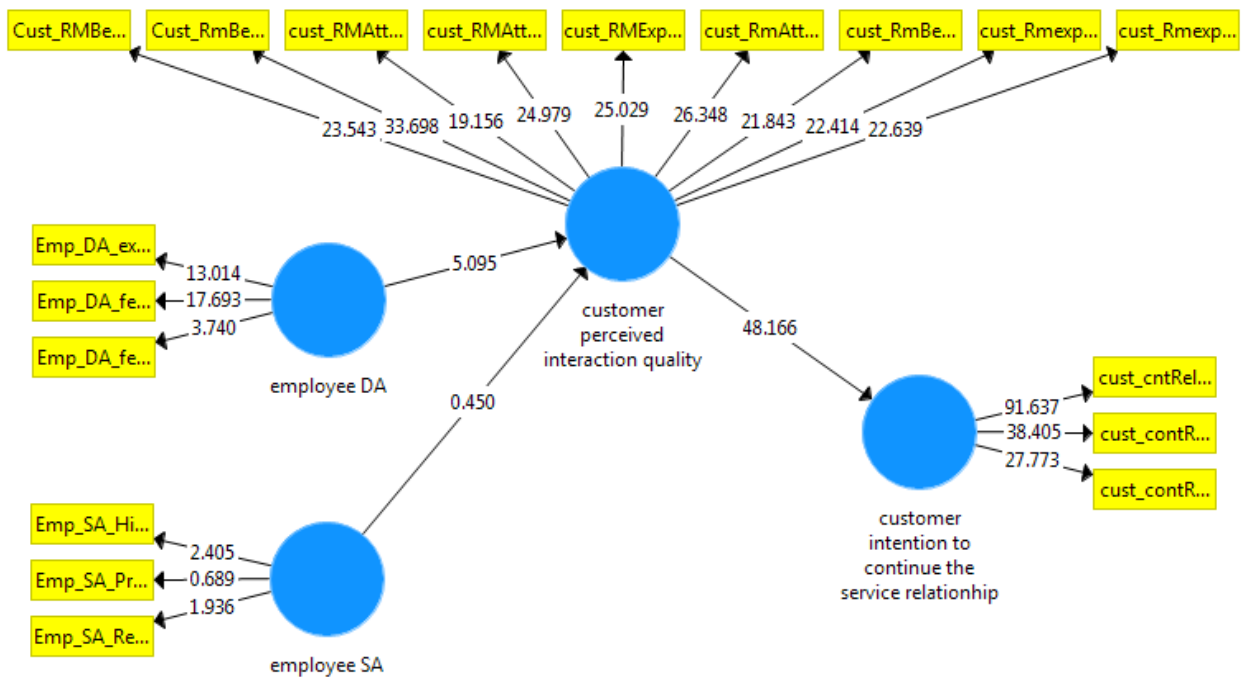 Cust_RMBe...
Cust_RmBe...
cust_RMAtt...
cust_RMAtt...
cust_RMExp...
cust_RmAtt...
cust_RmBe...
cust_Rmexp...
cust_Rmexp...
23.543
33.698
19.156
24.979
25.029
26.348
21.843
22.414
22.639
Emp_DA_ex...
Emp_DA_fe...
Emp_DA_fe...
13.014
17.693
3.740
employee DA
5.095
customer
perceived
interaction quality
0.450
48.166
Emp_SA_Hi...
Emp_SA_Pr...
Emp_SA_Re...
2.405
0.689
1.936
employee SA
91.637
38.405
27.773
cust_cntRel...
cust_contR...
cust_contR...
customer
intention to
continue the
service relationhip